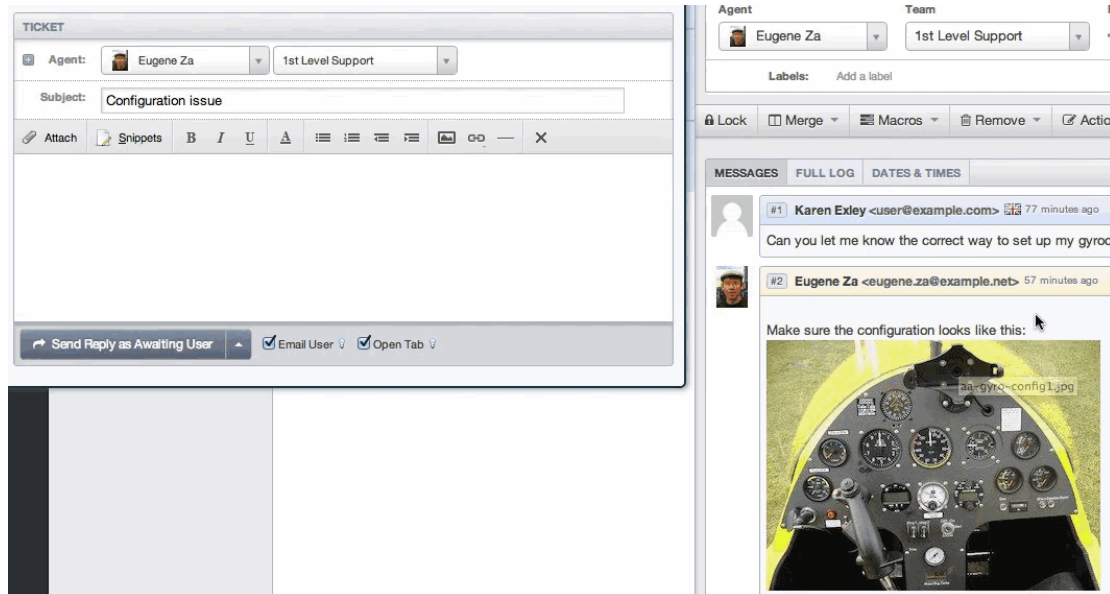 TICKET
Agent: Eugene Za 1st Level Support
Subject: Configuration issue
Attach Snippets B I U A
Send Reply as Awaiting User Email User Open Tab
Agent Team
Eugene Za 1st Level Support
Labels: Add a label
Lock Merge Macros Remove Actio
MESSAGES FULL LOG DATES & TIMES
#1 Karen Exley <user@example.com> 77 minutes ago
Can you let me know the correct way to set up my gyroc
#2 Eugene Za <eugene.za@example.net> 57 minutes ago
Make sure the configuration looks like this:
aa-gyro-config1.jpg